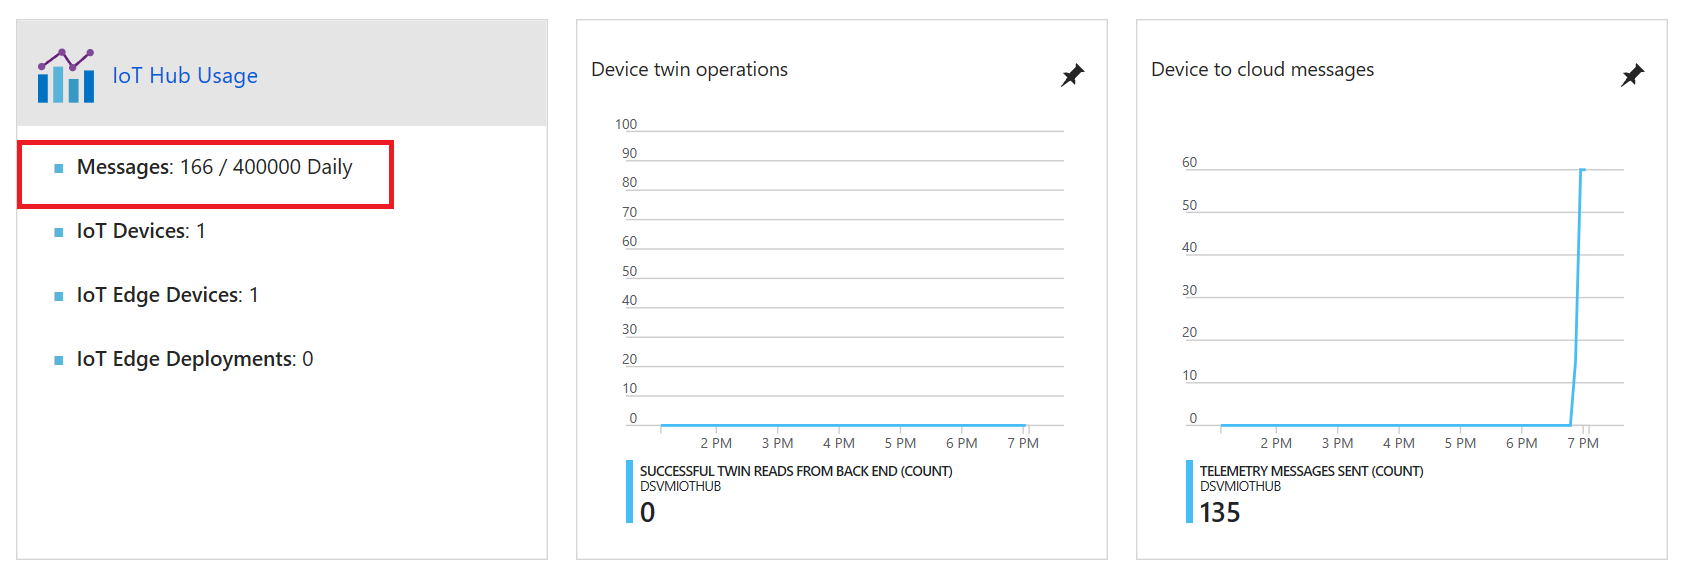 IoT Hub Usage
Messages: 166 / 400000 Daily
IoT Devices: 1
IoT Edge Devices: 1
IoT Edge Deployments: 0
Device twin operations
100
90
80
70
60
50
40
30
20
10
0
2 PM 3 PM 4 PM 5 PM 6 PM 7 PM
SUCCESSFUL TWIN READS FROM BACK END (COUNT)
DSVMIOTHUB
0
Device to cloud messages
60
50
40
30
20
10
0
2 PM 3 PM 4 PM 5 PM 6 PM 7 PM
TELEMETRY MESSAGES SENT (COUNT)
DSVMIOTHUB
135